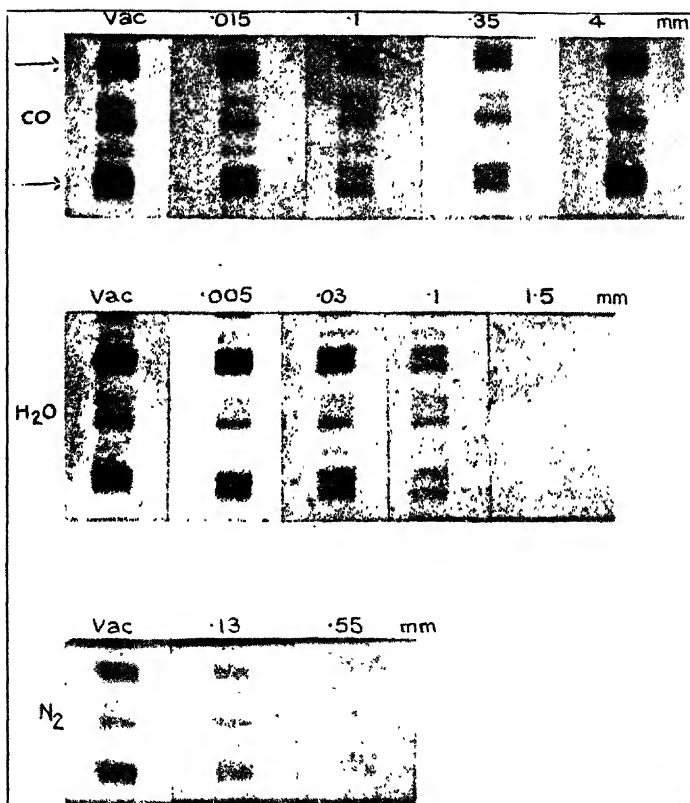 Vac ·015 ·1 ·35 4 mm
CO
Vac ·005 ·03 ·1 1·5 mm
H₂O
Vac ·13 ·55 mm
N₂